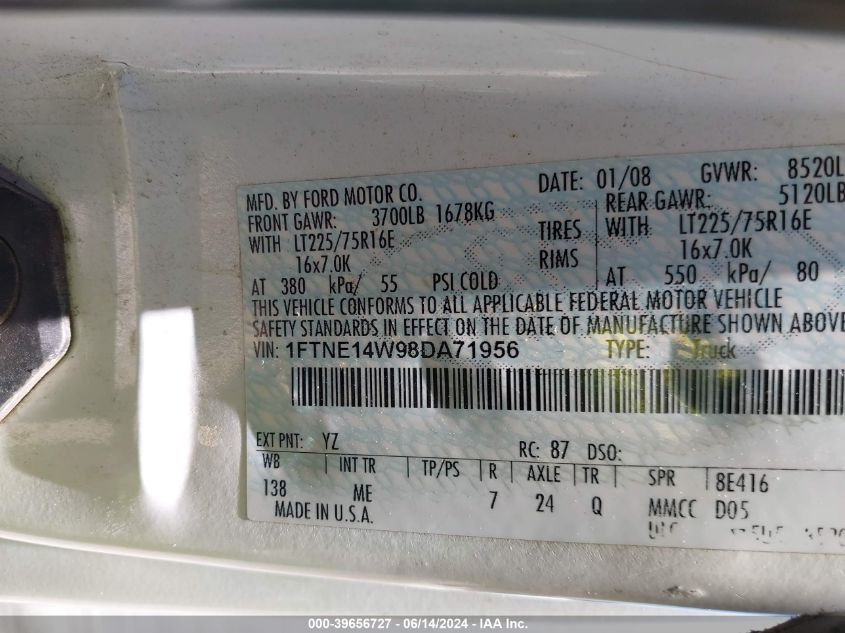 MFD. BY FORD MOTOR CO. DATE: 01/08 GVWR: 8520L
FRONT GAWR: 3700LB 1678KG REAR GAWR: 5120LB
WITH LT225/75R16E TIRES WITH LT225/75R16E
16x7.0K RIMS 16x7.0K
AT 380 kPa/ 55 PSI COLD AT 550 kPa/ 80
THIS VEHICLE CONFORMS TO ALL APPLICABLE FEDERAL MOTOR VEHICLE
SAFETY STANDARDS IN EFFECT ON THE DATE OF MANUFACTURE SHOWN ABOVE
VIN: 1FTNE14W98DA71956 TYPE: Truck
EXT PNT: YZ RC: 87 DSO:
WB INT TR TP/PS R AXLE TR SPR 8E416
138 ME 7 24 Q MMCC D05
MADE IN U.S.A.
000-39656727 - 06/14/2024 - IAA Inc.